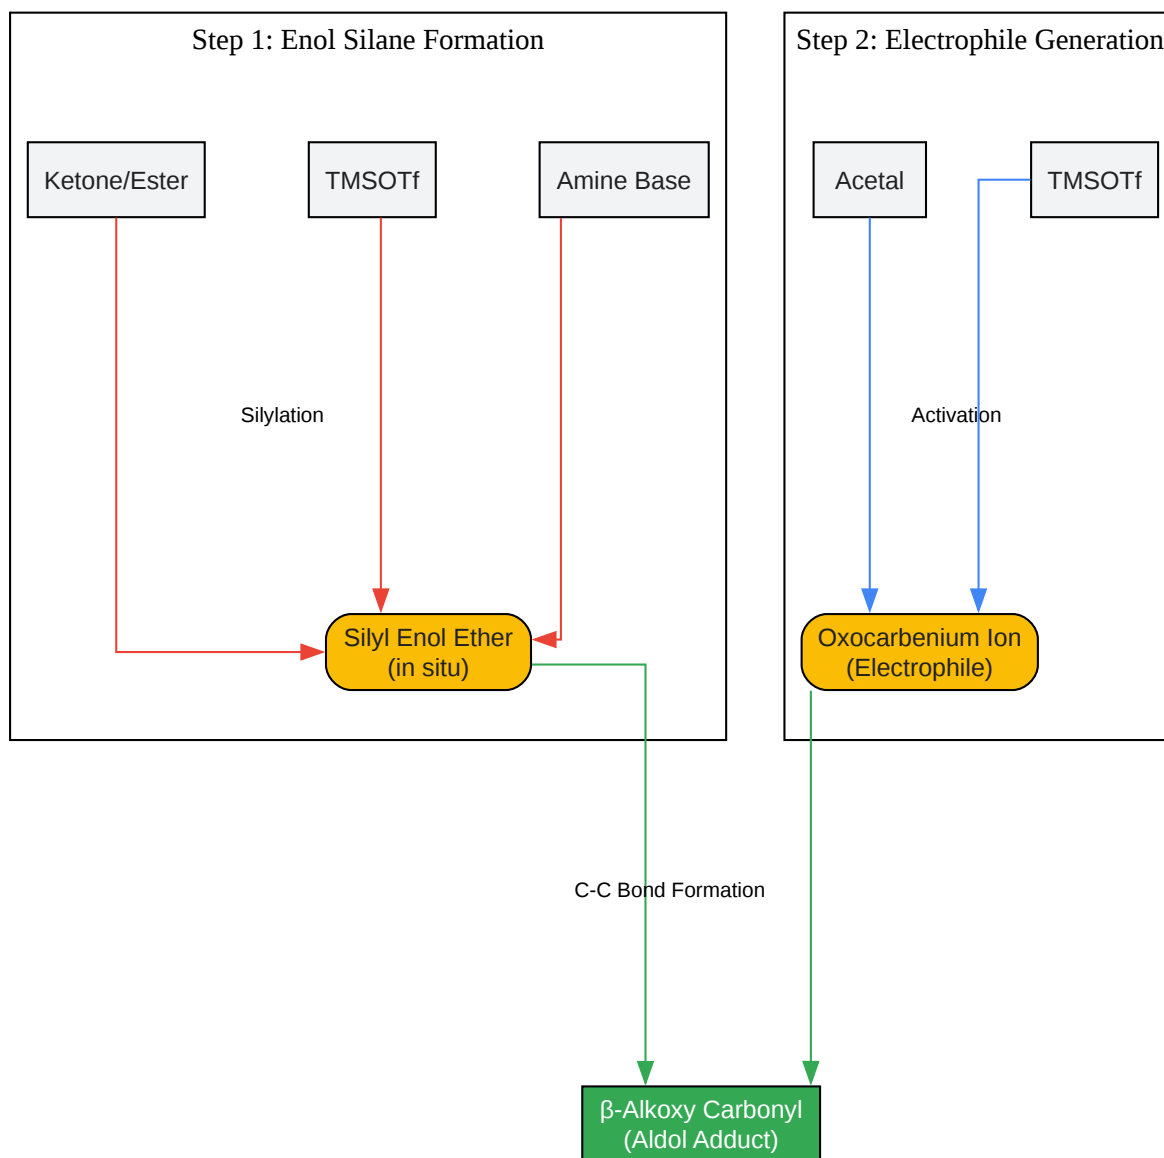 Step 1: Enol Silane Formation
Step 2: Electrophile Generation
Ketone/Ester
TMSOTf
Amine Base
Acetal
TMSOTf
Silylation
Activation
Silyl Enol Ether
(in situ)
Oxocarbenium Ion
(Electrophile)
C-C Bond Formation
β-Alkoxy Carbonyl
(Aldol Adduct)